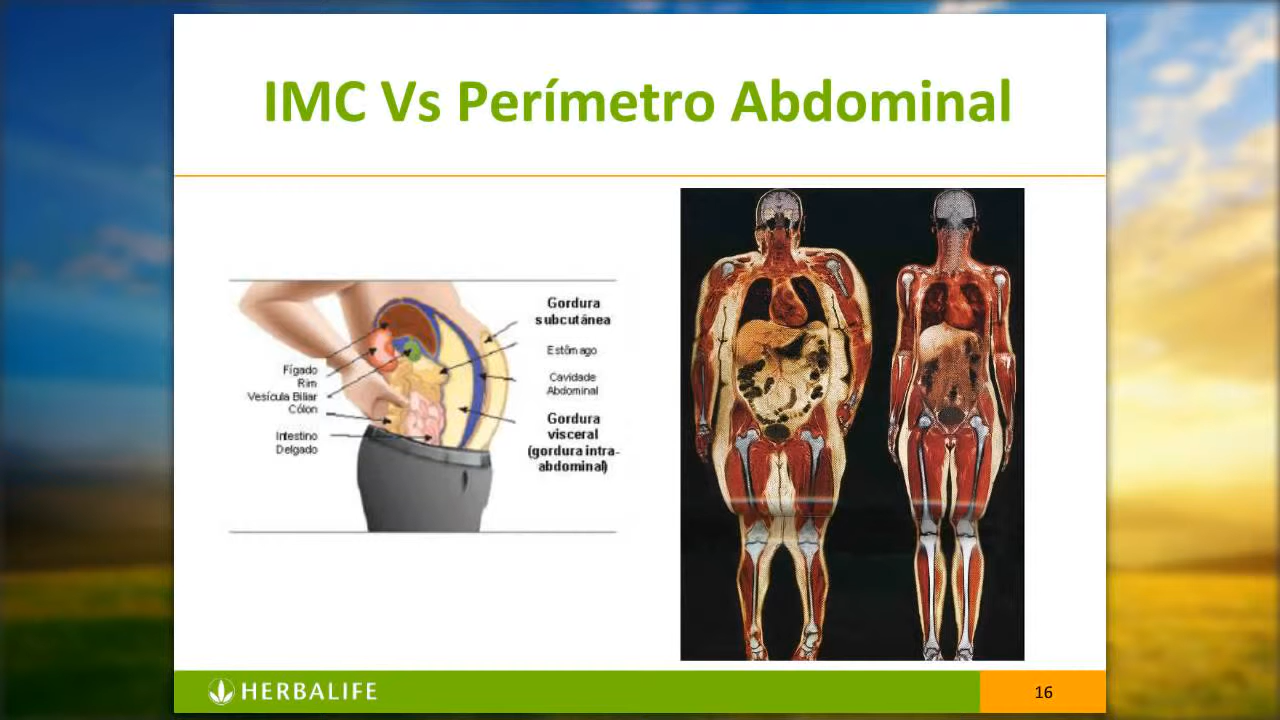 IMC Vs Perímetro Abdominal
Gordura
subcutánea
Estômago
Cavidade
Abdominal
Gordura
visceral
(gordura intra-
abdominal)
Fígado
Rim
Vesícula Biliar
Cólon
Intestino
Delgado
HERBALIFE
16